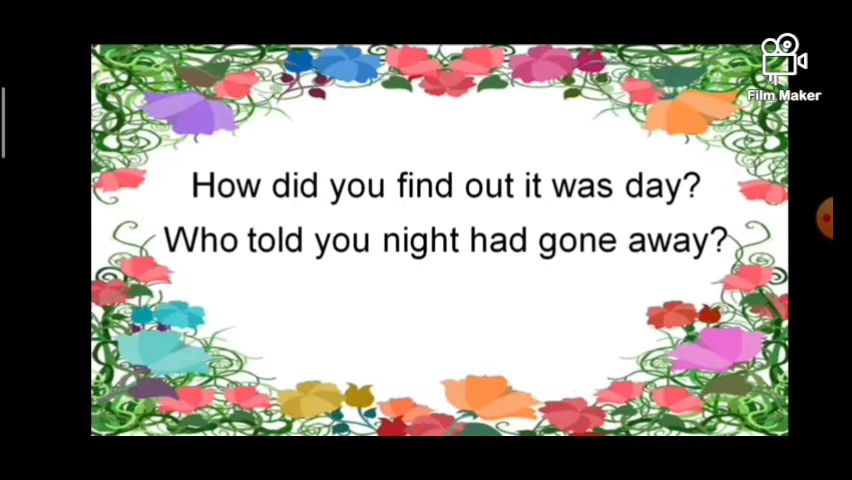 Film Maker
How did you find out it was day?
Who told you night had gone away?